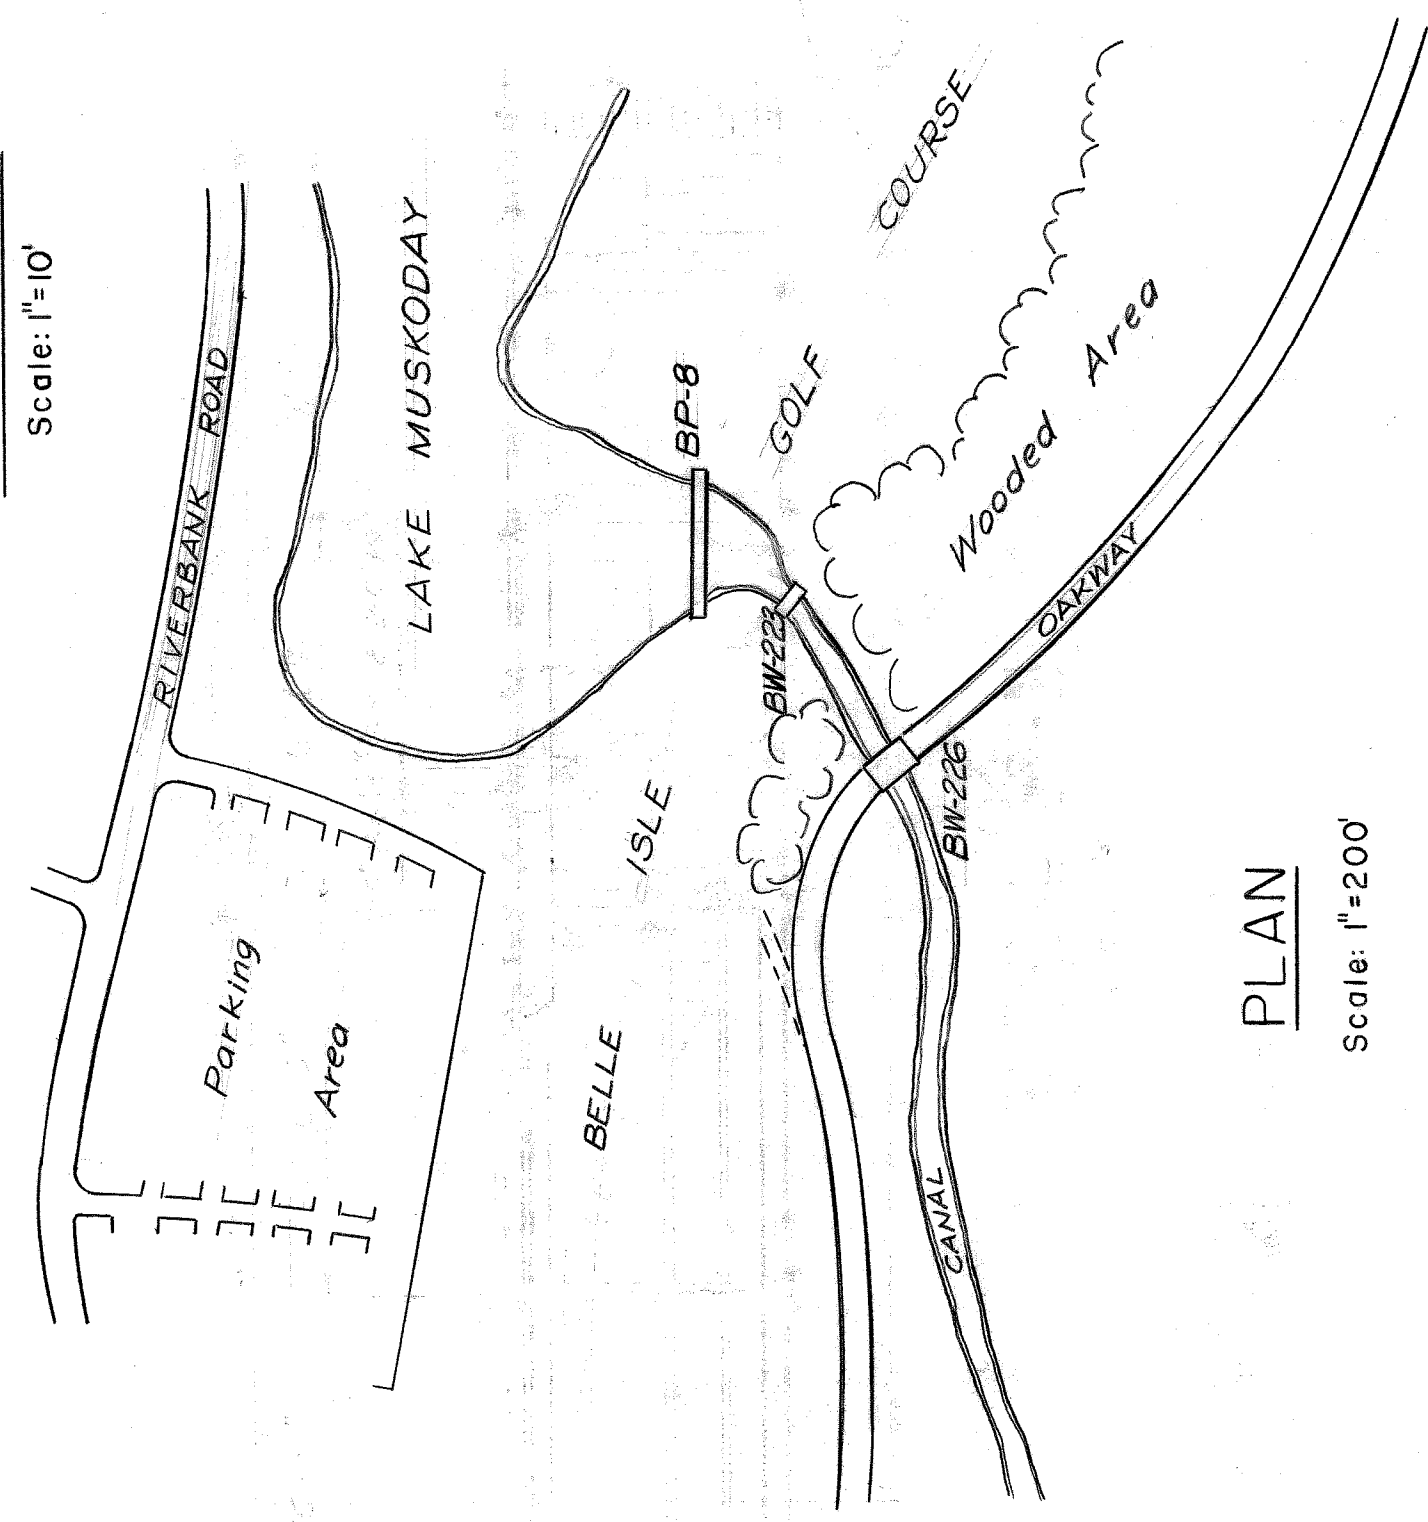 Scale: 1"=10'
RIVERBANK ROAD
LAKE MUSKODAY
Parking
Area
BP-8
GOLF COURSE
BELLE ISLE
BW-223
Wooded Area
OAKWAY
BW-226
CANAL
PLAN
Scale: 1"=200'